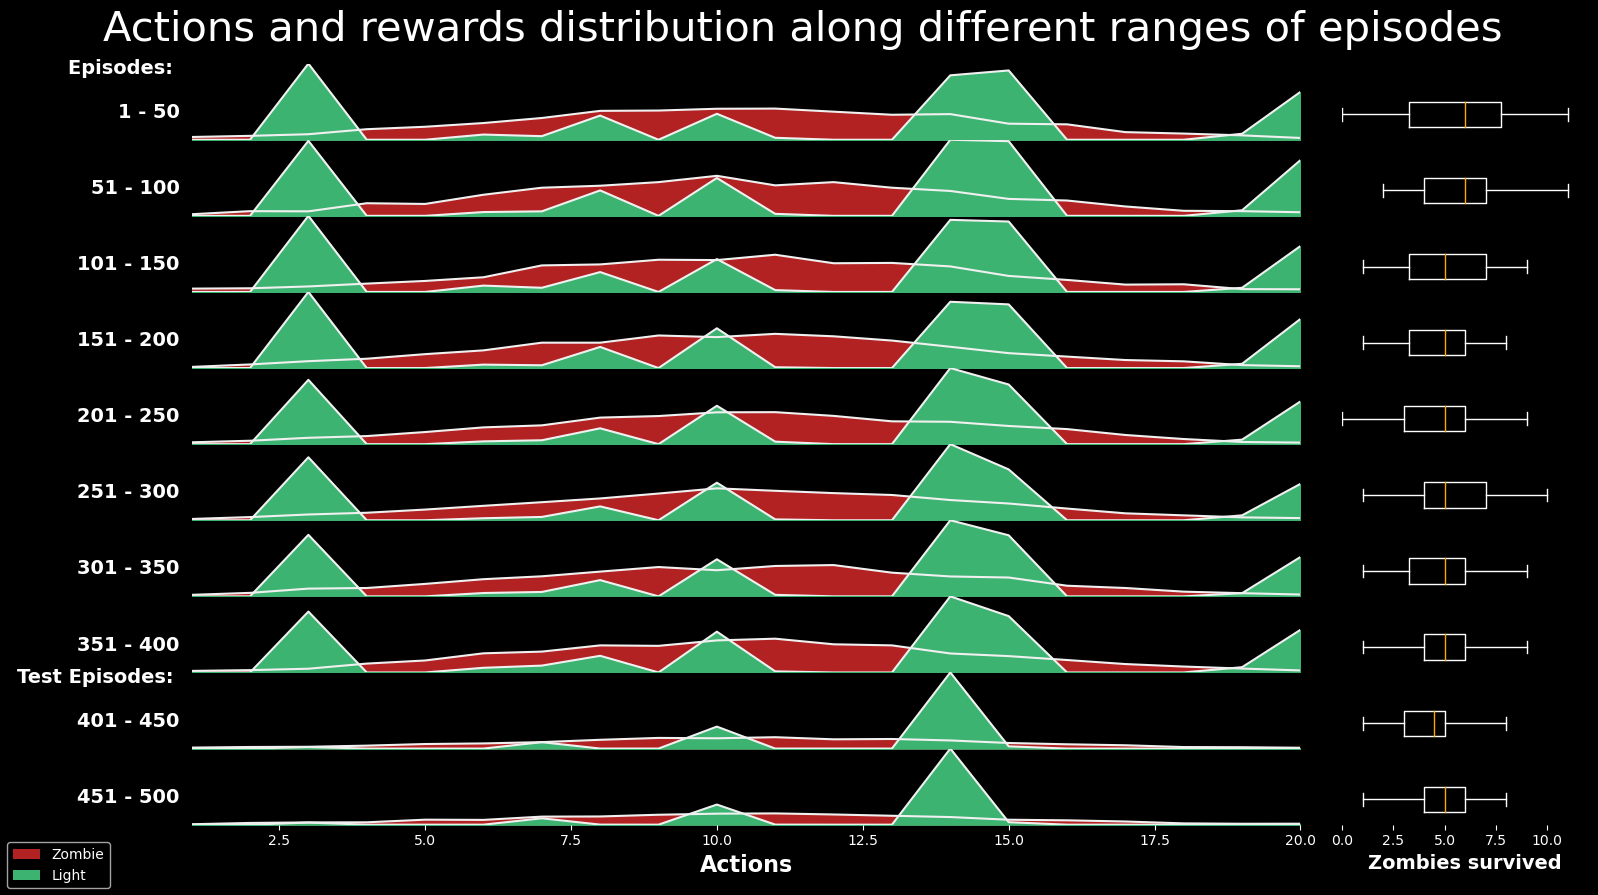 Actions and rewards distribution along different ranges of episodes
Episodes:
1 - 50
51 - 100
101 - 150
151 - 200
201 - 250
251 - 300
301 - 350
351 - 400
Test Episodes:
401 - 450
451 - 500
2.5 5.0 7.5 10.0 12.5 15.0 17.5 20.0
0.0 2.5 5.0 7.5 10.0
Actions
Zombies survived
Zombie
Light